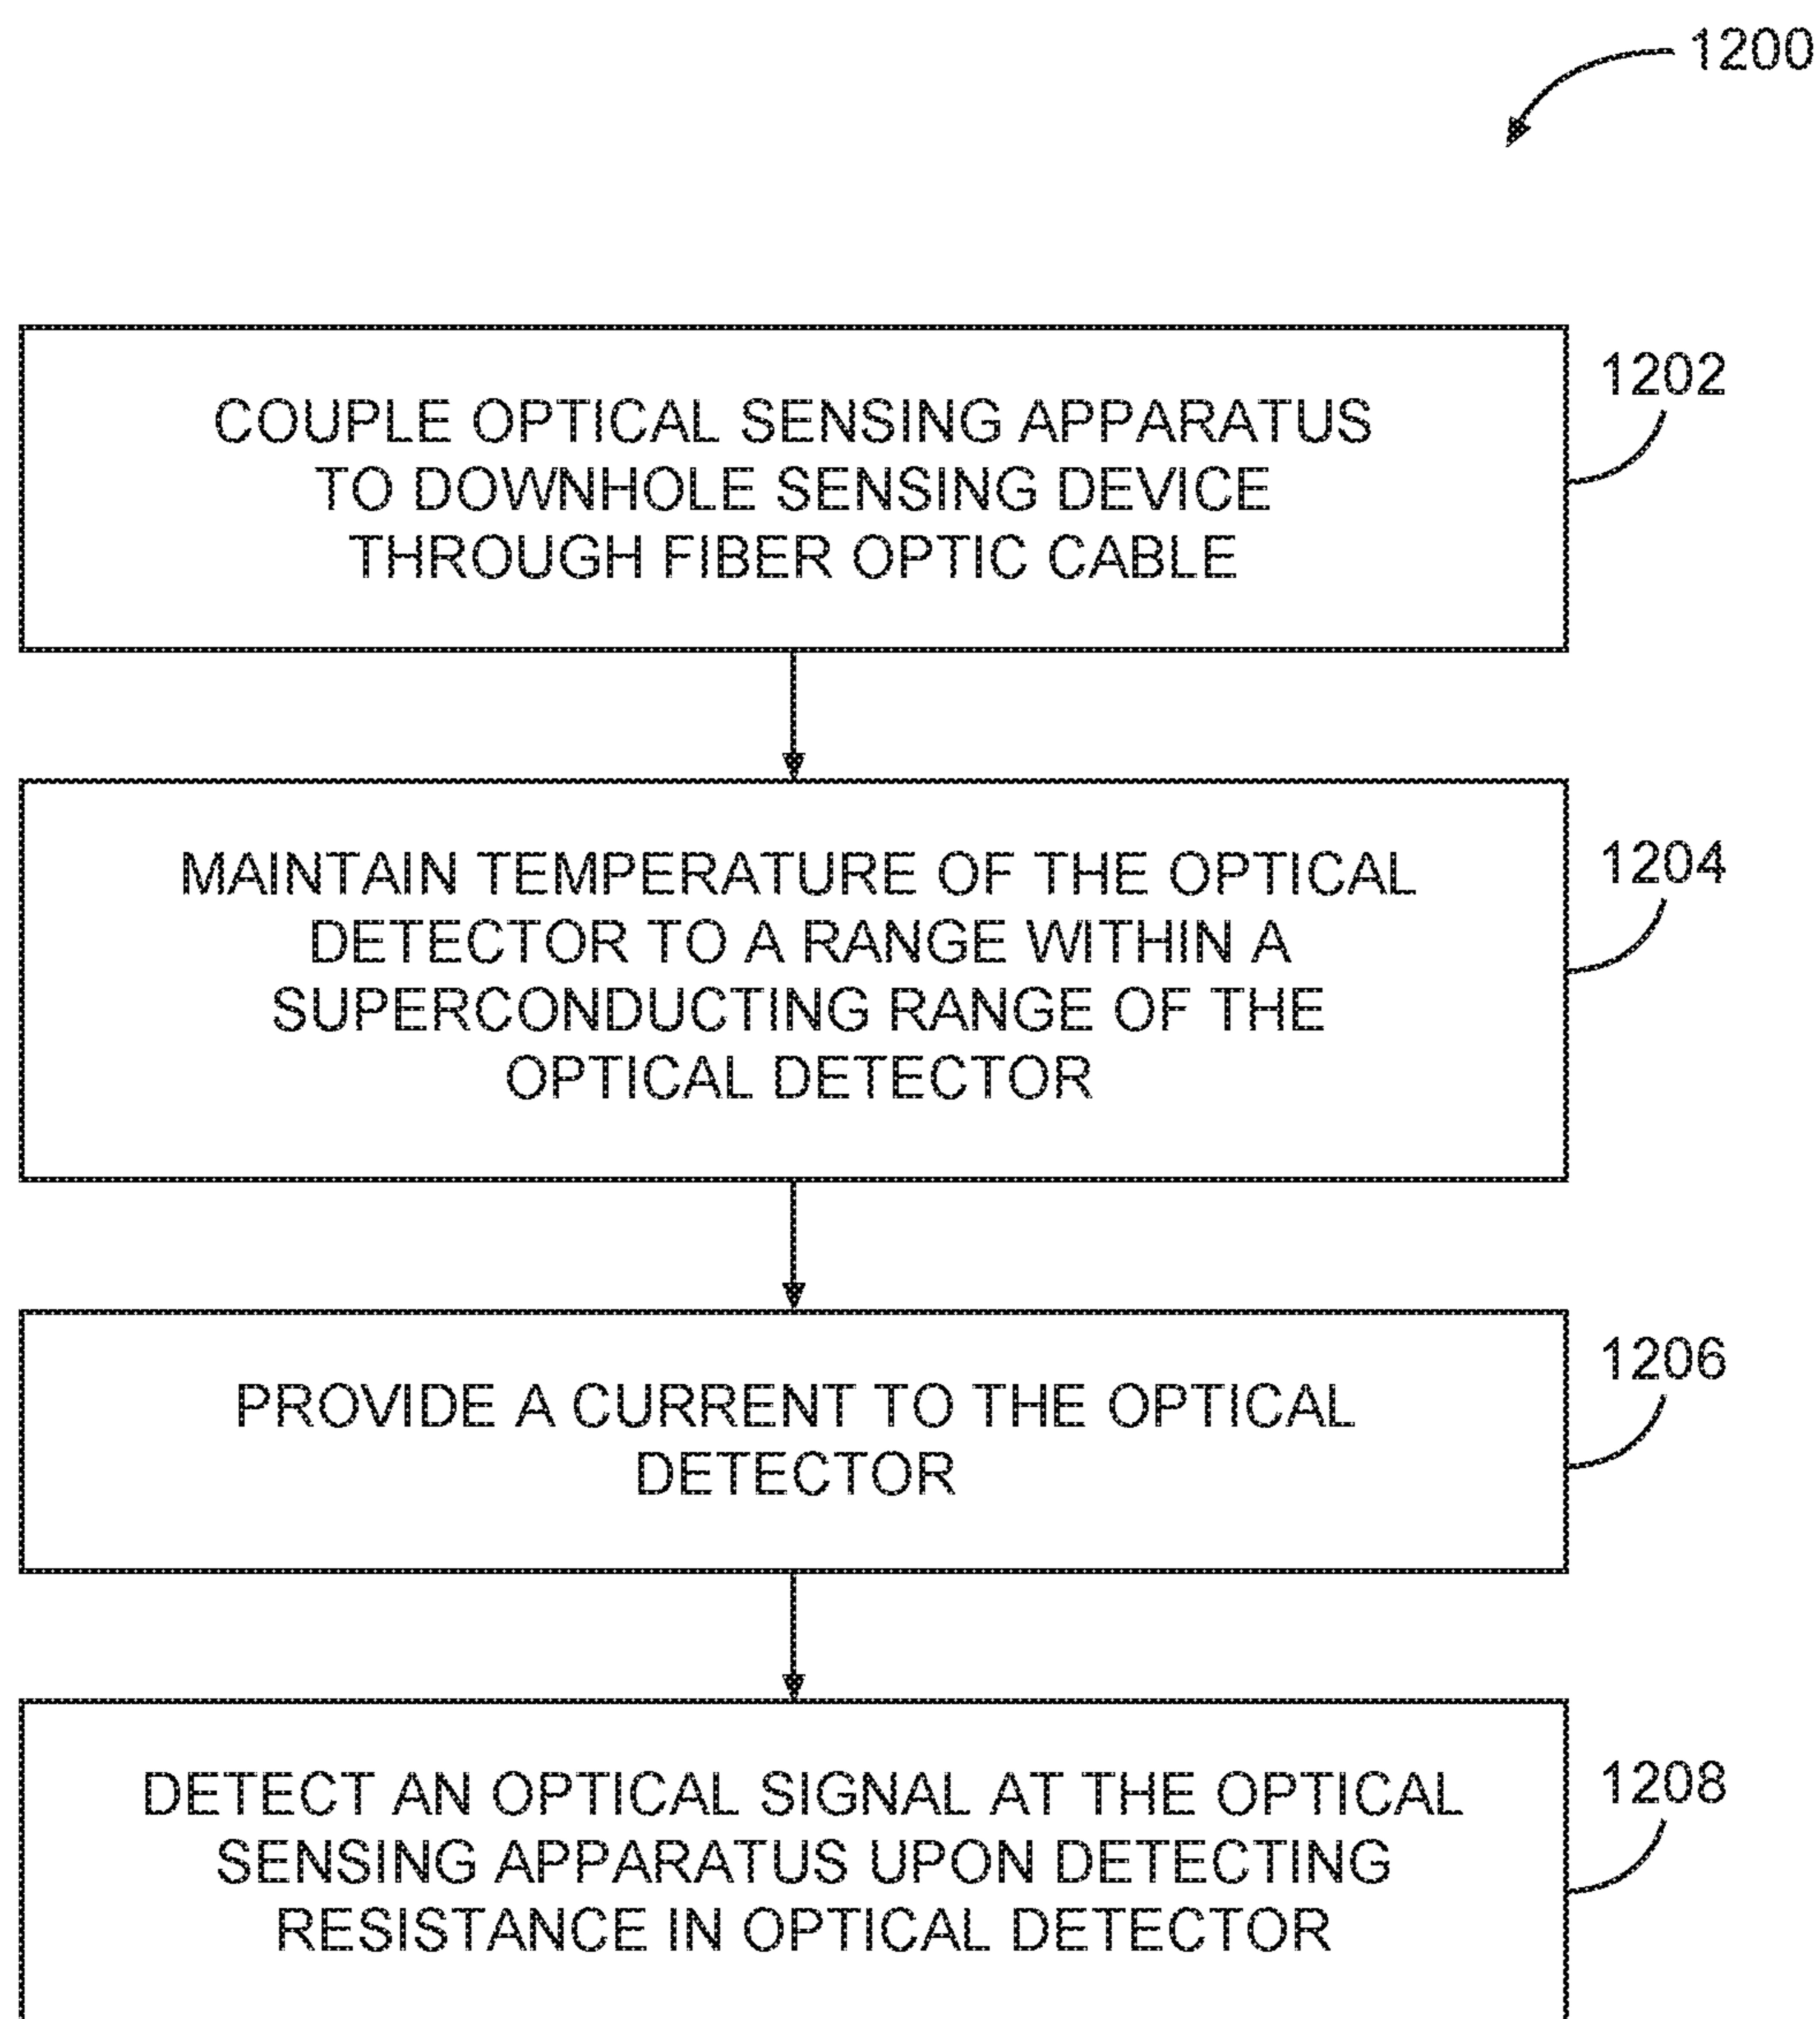 1200
COUPLE OPTICAL SENSING APPARATUS
TO DOWNHOLE SENSING DEVICE
THROUGH FIBER OPTIC CABLE
1202
MAINTAIN TEMPERATURE OF THE OPTICAL
DETECTOR TO A RANGE WITHIN A
SUPERCONDUCTING RANGE OF THE
OPTICAL DETECTOR
1204
PROVIDE A CURRENT TO THE OPTICAL
DETECTOR
1206
DETECT AN OPTICAL SIGNAL AT THE OPTICAL
SENSING APPARATUS UPON DETECTING
RESISTANCE IN OPTICAL DETECTOR
1208